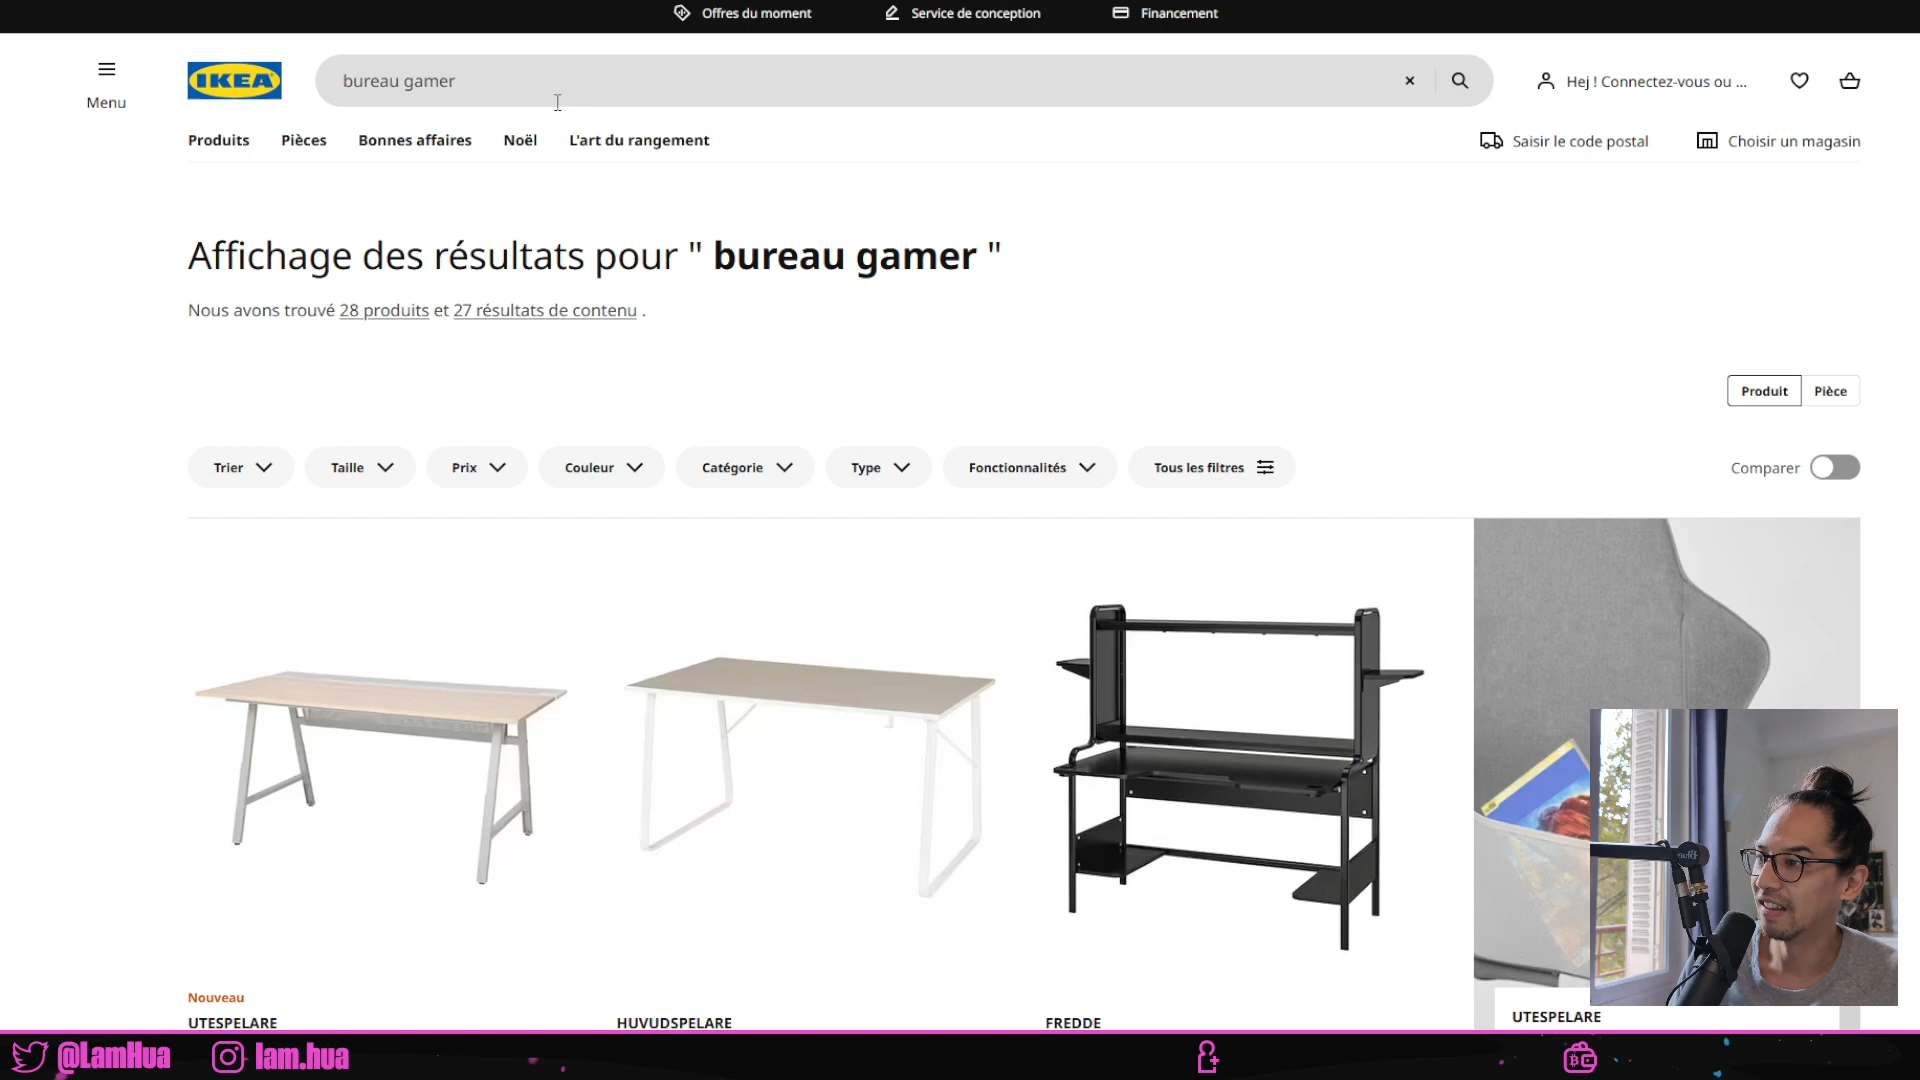 Offres du moment
Service de conception
Financement
Menu
IKEA
bureau gamer
Hej ! Connectez-vous ou ...
Produits
Pièces
Bonnes affaires
Noël
L'art du rangement
Saisir le code postal
Choisir un magasin
Affichage des résultats pour " bureau gamer "
Nous avons trouvé 28 produits et 27 résultats de contenu .
Produit
Pièce
Trier
Taille
Prix
Couleur
Catégorie
Type
Fonctionnalités
Tous les filtres
Comparer
Nouveau
UTESPELARE
HUVUDSPELARE
FREDDE
UTESPELARE
@LamHua
lam.hua